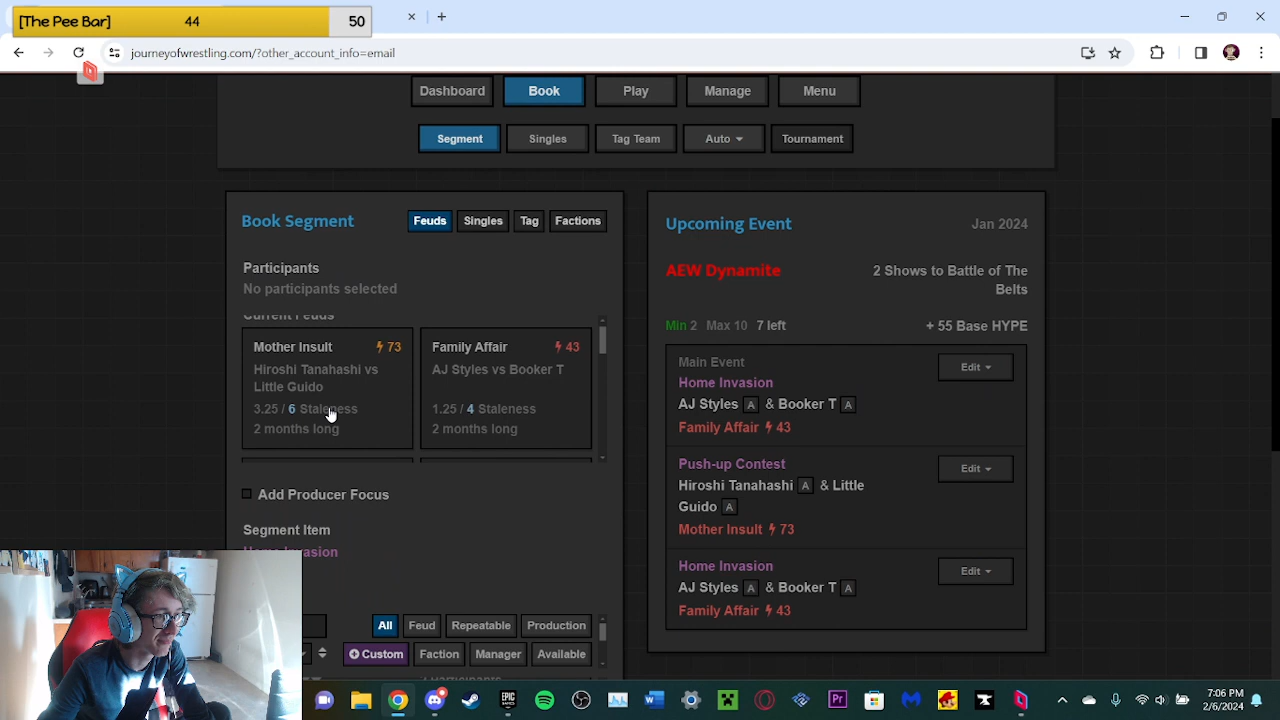 [The Pee Bar] 44 50
journeyofwrestling.com/?other_account_info=email
Dashboard Book Play Manage Menu
Segment Singles Tag Team Auto Tournament
Book Segment Feuds Singles Tag Factions
Participants
No participants selected
Current Feuds
Mother Insult 73
Hiroshi Tanahashi vs
Little Guido
3.25 / 6 Staleness
2 months long
Family Affair 43
AJ Styles vs Booker T
1.25 / 4 Staleness
2 months long
Add Producer Focus
Segment Item
Home Invasion
All Feud Repeatable Production
Custom Faction Manager Available
Participants
Upcoming Event Jan 2024
AEW Dynamite 2 Shows to Battle of The
Belts
Min 2 Max 10 7 left + 55 Base HYPE
Main Event
Home Invasion Edit
AJ Styles A & Booker T A
Family Affair 43
Push-up Contest Edit
Hiroshi Tanahashi A & Little
Guido A
Mother Insult 73
Home Invasion Edit
AJ Styles A & Booker T A
Family Affair 43
7:06 PM
2/6/2024